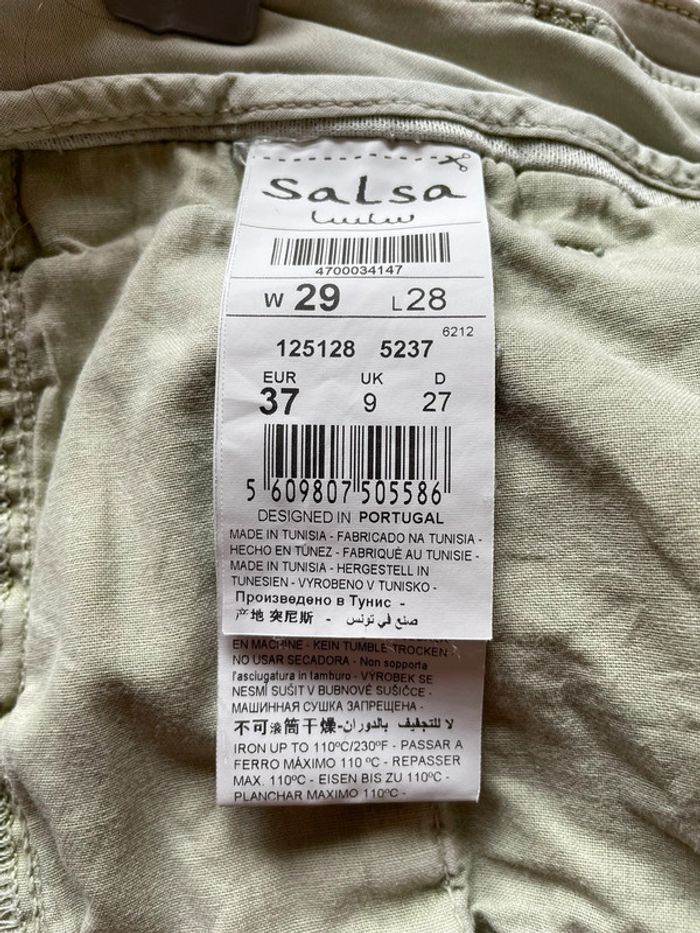 salsa
4700034147
W 29 L 28
6212
125128 5237
EUR UK D
37 9 27
5 609807 505586
DESIGNED IN PORTUGAL
MADE IN TUNISIA - FABRICADO NA TUNISIA -
HECHO EN TÚNEZ - FABRIQUÉ AU TUNISIE -
MADE IN TUNISIA - HERGESTELL IN
TUNESIEN - VYROBENO V TUNISKO -
Произведено в Тунис -
产地 突尼斯 - صنع في تونس
EN MACHINE - KEIN TUMBLE TROCKEN
NO USAR SECADORA - Non sopporta
l'asciugatura in tamburo - VÝROBEK SE
NESMÍ SUŠIT V BUBNOVÉ SUŠIČCE -
МАШИННАЯ СУШКА ЗАПРЕЩЕНА -
不可滚筒干燥- لا للتجفيف بالدوران
IRON UP TO 110ºC/230ºF - PASSAR A
FERRO MÁXIMO 110 ºC - REPASSER
MAX. 110ºC - EISEN BIS ZU 110ºC -
PLANCHAR MAXIMO 110ºC -